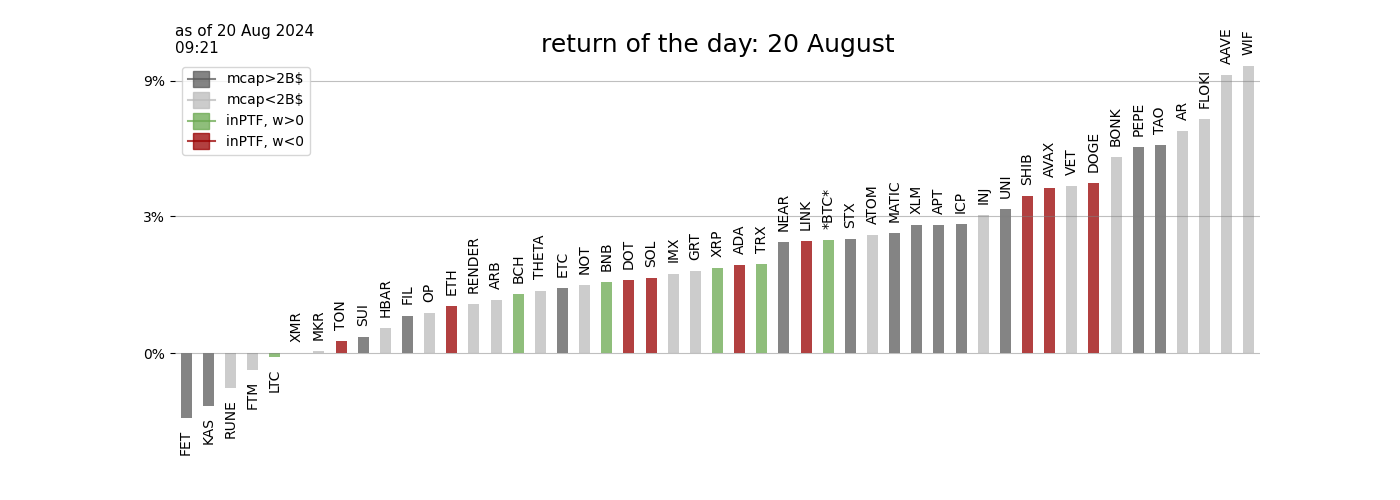 as of 20 Aug 2024
09:21
return of the day: 20 August
mcap>2B$
mcap<2B$
inPTF, w>0
inPTF, w<0
9%
3%
0%
FET
KAS
RUNE
FTM
LTC
XMR
MKR
TON
SUI
HBAR
FIL
OP
ETH
RENDER
ARB
BCH
THETA
ETC
NOT
BNB
DOT
SOL
IMX
GRT
XRP
ADA
TRX
NEAR
LINK
*BTC*
STX
ATOM
MATIC
XLM
APT
ICP
INJ
UNI
SHIB
AVAX
VET
DOGE
BONK
PEPE
TAO
AR
FLOKI
AAVE
WIF